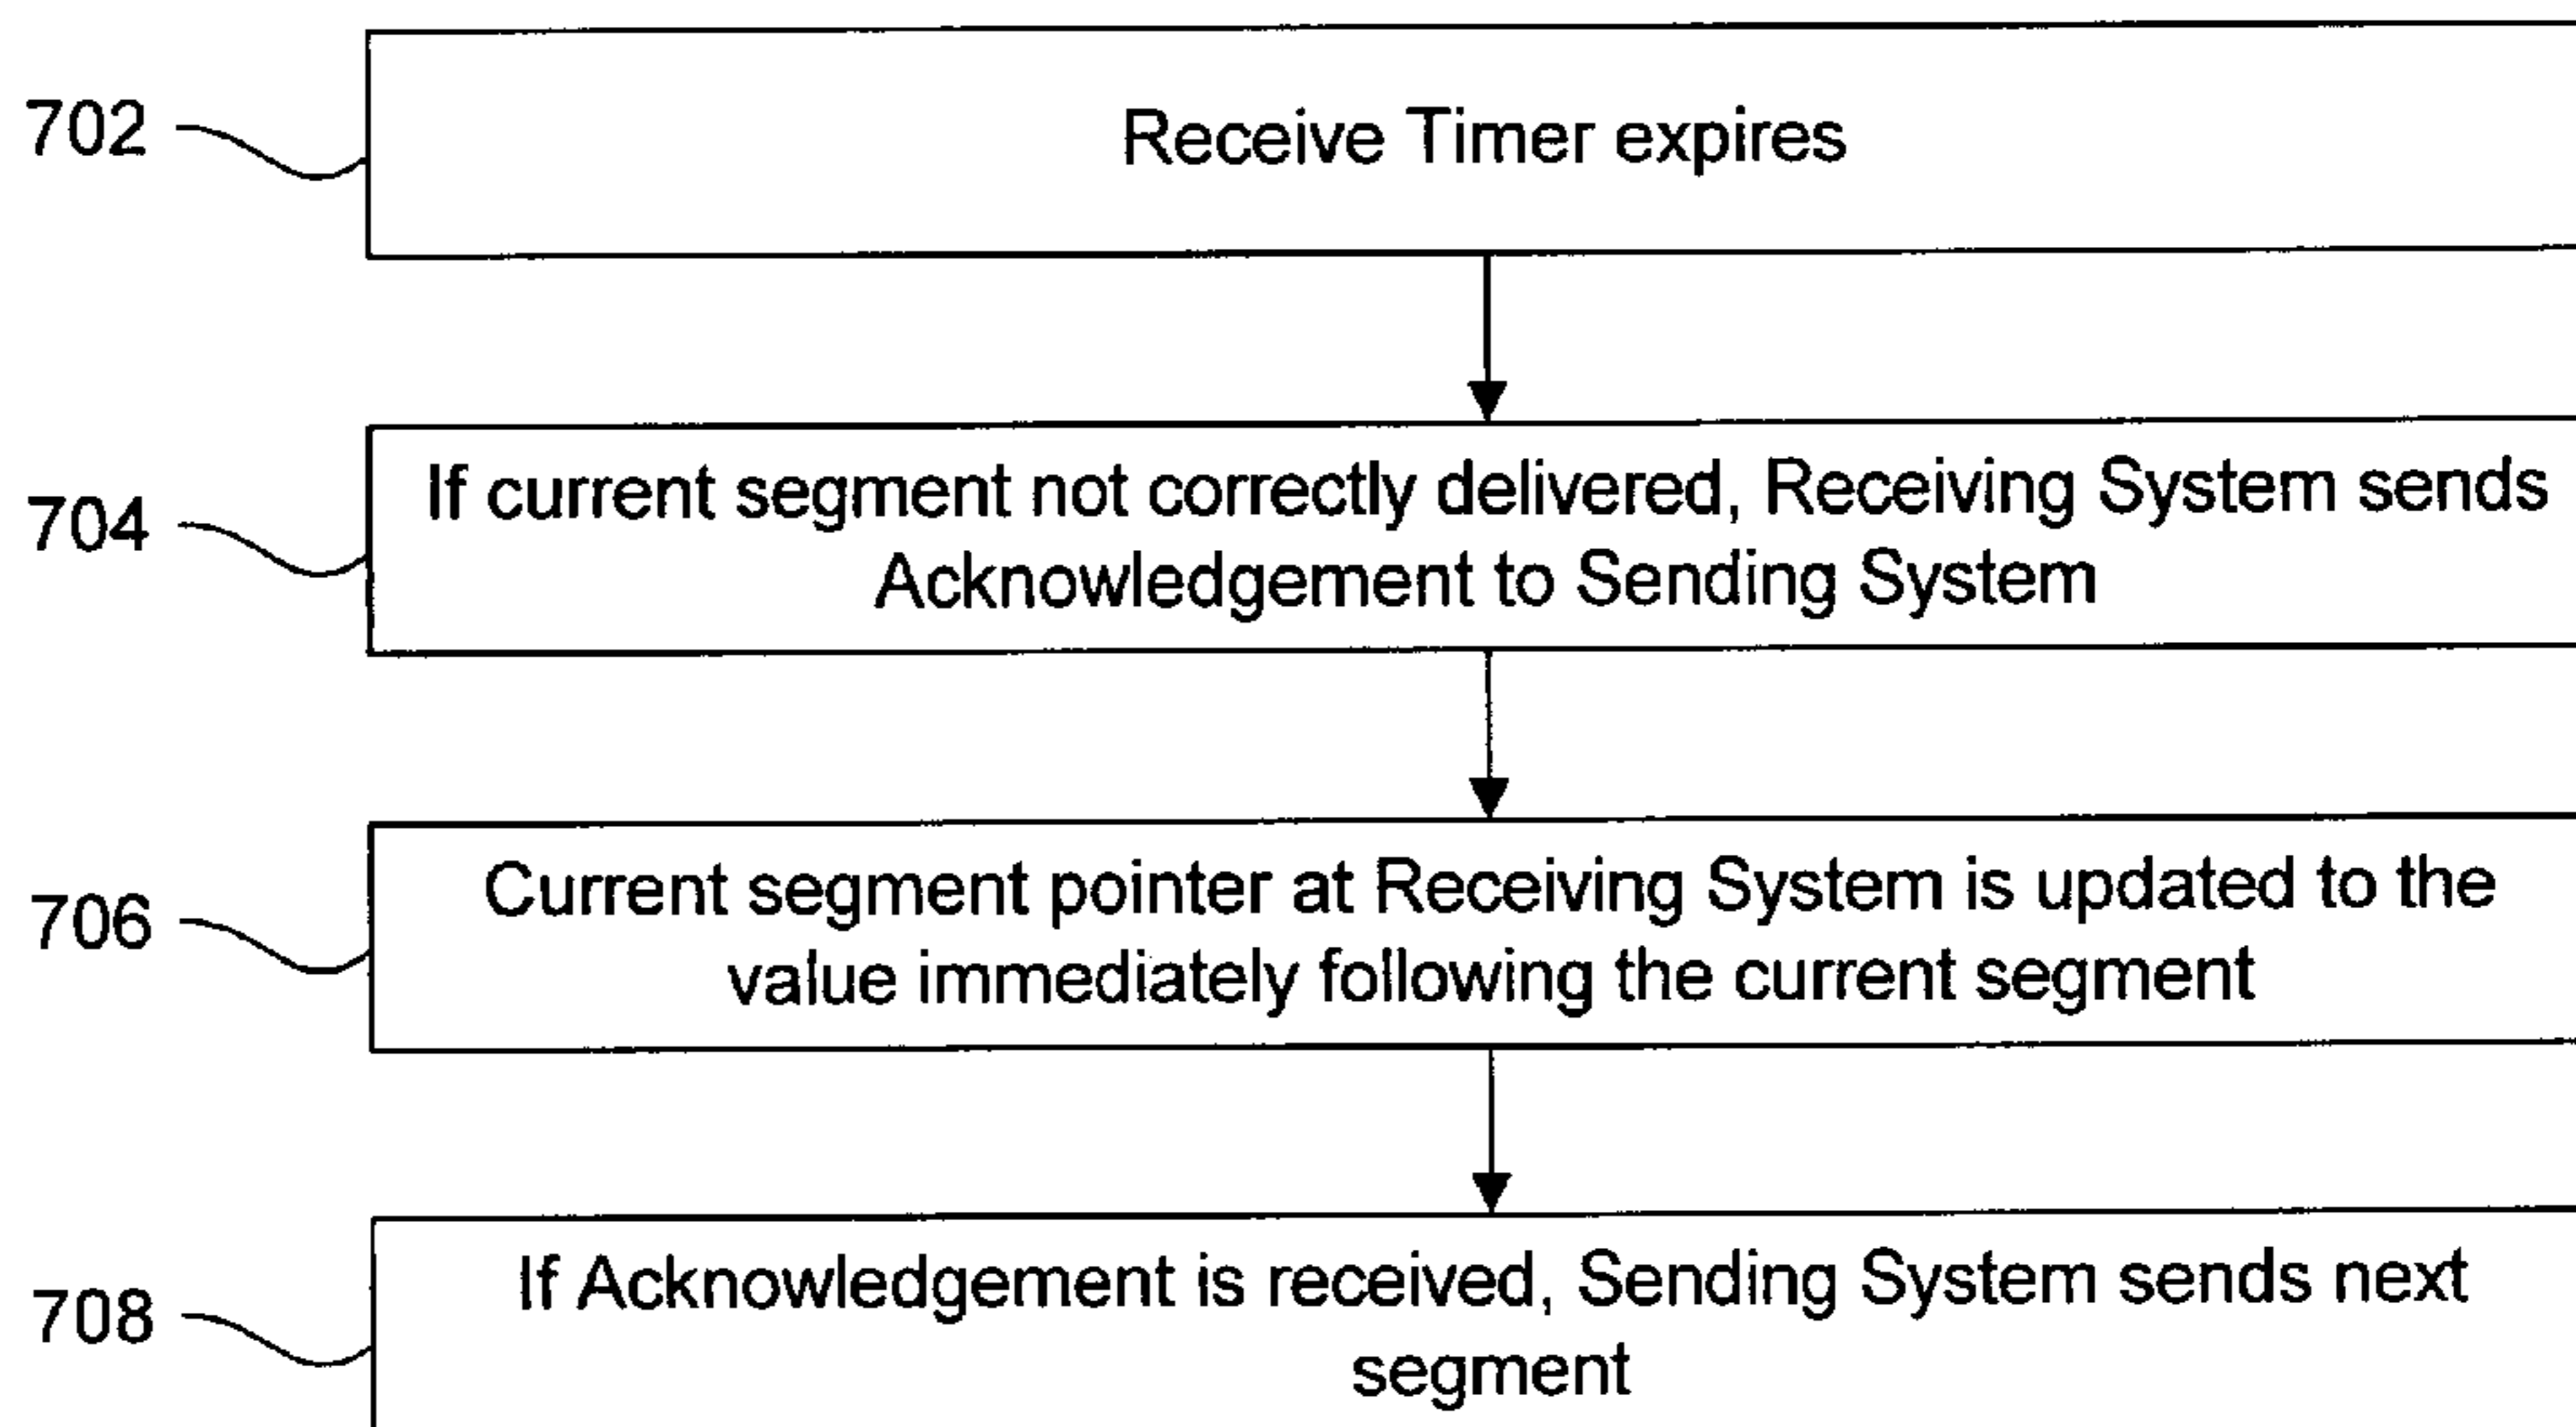 702
Receive Timer expires
704
If current segment not correctly delivered, Receiving System sends
Acknowledgement to Sending System
706
Current segment pointer at Receiving System is updated to the
value immediately following the current segment
708
If Acknowledgement is received, Sending System sends next
segment